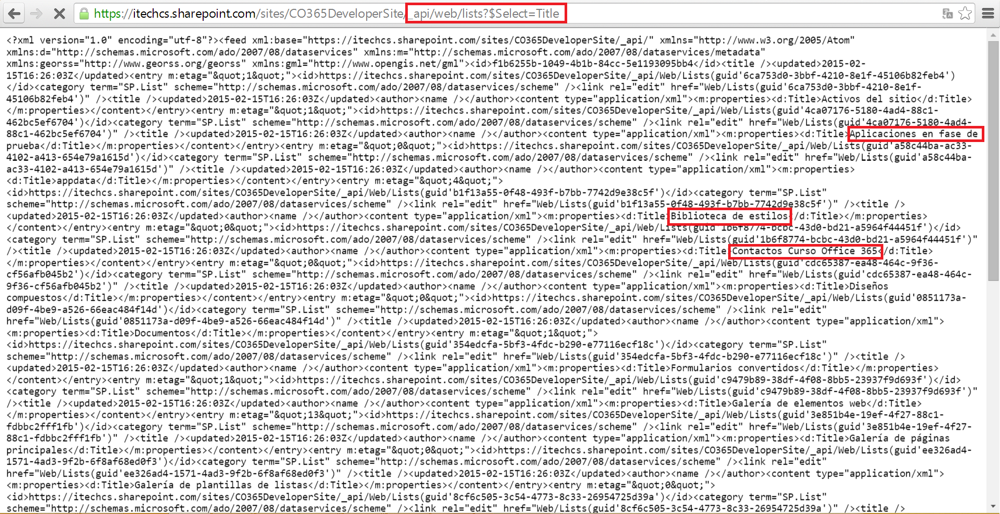 https://itechcs.sharepoint.com/sites/CO365DeveloperSite/_api/web/lists?$Select=Title
<?xml version="1.0" encoding="utf-8"?><feed xml:base="https://itechcs.sharepoint.com/sites/CO365DeveloperSite/_api/" xmlns="http://www.w3.org/2005/Atom"
xmlns:d="http://schemas.microsoft.com/ado/2007/08/dataservices" xmlns:m="http://schemas.microsoft.com/ado/2007/08/dataservices/metadata"
xmlns:georss="http://www.georss.org/georss" xmlns:gml="http://www.opengis.net/gml"><id>f1b6255b-1049-4b1b-84cc-5e1193095bb4</id><title /><updated>2015-02-
15T16:26:03Z</updated><entry m:etag="&quot;1&quot;"><id>https://itechcs.sharepoint.com/sites/CO365DeveloperSite/_api/Web/Lists(guid'6ca753d0-3bbf-4210-8e1f-45106b82feb4')
</id><category term="SP.List" scheme="http://schemas.microsoft.com/ado/2007/08/dataservices/scheme" /><link rel="edit" href="Web/Lists(guid'6ca753d0-3bbf-4210-8e1f-
45106b82feb4')" /><title /><updated>2015-02-15T16:26:03Z</updated><author><name /></author><content type="application/xml"><m:properties><d:Title>Activos del sitio</d:Title>
</m:properties></content></entry><entry m:etag="&quot;1&quot;"><id>https://itechcs.sharepoint.com/sites/CO365DeveloperSite/_api/Web/Lists(guid'4ca07176-5180-4ad4-88c1-
462bc5ef6704')</id><category term="SP.List" scheme="http://schemas.microsoft.com/ado/2007/08/dataservices/scheme" /><link rel="edit" href="Web/Lists(guid'4ca07176-5180-4ad4-
88c1-462bc5ef6704')" /><title /><updated>2015-02-15T16:26:03Z</updated><author><name /></author><content type="application/xml"><m:properties><d:Title>Aplicaciones en fase de
prueba</d:Title></m:properties></content></entry><entry m:etag="&quot;0&quot;"><id>https://itechcs.sharepoint.com/sites/CO365DeveloperSite/_api/Web/Lists(guid'a58c44ba-ac33-
4102-a413-654e79a1615d')</id><category term="SP.List" scheme="http://schemas.microsoft.com/ado/2007/08/dataservices/scheme" /><link rel="edit" href="Web/Lists(guid'a58c44ba-
ac33-4102-a413-654e79a1615d')" /><title /><updated>2015-02-15T16:26:03Z</updated><author><name /></author><content type="application/xml"><m:properties>
<d:Title>appdata</d:Title></m:properties></content></entry><entry m:etag="&quot;4&quot;">
<id>https://itechcs.sharepoint.com/sites/CO365DeveloperSite/_api/Web/Lists(guid'b1f13a55-0f48-493f-b7bb-7742d9e38c5f')</id><category term="SP.List"
scheme="http://schemas.microsoft.com/ado/2007/08/dataservices/scheme" /><link rel="edit" href="Web/Lists(guid'b1f13a55-0f48-493f-b7bb-7742d9e38c5f')" /><title />
<updated>2015-02-15T16:26:03Z</updated><author><name /></author><content type="application/xml"><m:properties><d:Title>Biblioteca de estilos</d:Title></m:properties>
</content></entry><entry m:etag="&quot;0&quot;"><id>https://itechcs.sharepoint.com/sites/CO365DeveloperSite/_api/Web/Lists(guid'1b6f8774-bcbc-43d0-bd21-a5964f44451f')</id>
<category term="SP.List" scheme="http://schemas.microsoft.com/ado/2007/08/dataservices/scheme" /><link rel="edit" href="Web/Lists(guid'1b6f8774-bcbc-43d0-bd21-a5964f44451f')"
/><title /><updated>2015-02-15T16:26:03Z</updated><author><name /></author><content type="application/xml"><m:properties><d:Title>Contactos Curso Office 365</d:Title>
</m:properties></content></entry><entry m:etag="&quot;0&quot;"><id>https://itechcs.sharepoint.com/sites/CO365DeveloperSite/_api/Web/Lists(guid'cdc65387-ea48-464c-9f36-
cf56afb045b2')</id><category term="SP.List" scheme="http://schemas.microsoft.com/ado/2007/08/dataservices/scheme" /><link rel="edit" href="Web/Lists(guid'cdc65387-ea48-464c-
9f36-cf56afb045b2')" /><title /><updated>2015-02-15T16:26:03Z</updated><author><name /></author><content type="application/xml"><m:properties><d:Title>Diseños
compuestos</d:Title></m:properties></content></entry><entry m:etag="&quot;0&quot;"><id>https://itechcs.sharepoint.com/sites/CO365DeveloperSite/_api/Web/Lists(guid'0851173a-
d09f-4be9-a526-66eac484f14d')</id><category term="SP.List" scheme="http://schemas.microsoft.com/ado/2007/08/dataservices/scheme" /><link rel="edit"
href="Web/Lists(guid'0851173a-d09f-4be9-a526-66eac484f14d')" /><title /><updated>2015-02-15T16:26:03Z</updated><author><name /></author><content type="application/xml">
<m:properties><d:Title>Documentos</d:Title></m:properties></content></entry><entry m:etag="&quot;1&quot;">
<id>https://itechcs.sharepoint.com/sites/CO365DeveloperSite/_api/Web/Lists(guid'354edcfa-5bf3-4fdc-b290-e77116ecf18c')</id><category term="SP.List"
scheme="http://schemas.microsoft.com/ado/2007/08/dataservices/scheme" /><link rel="edit" href="Web/Lists(guid'354edcfa-5bf3-4fdc-b290-e77116ecf18c')" /><title />
<updated>2015-02-15T16:26:03Z</updated><author><name /></author><content type="application/xml"><m:properties><d:Title>Formularios convertidos</d:Title></m:properties>
</content></entry><entry m:etag="&quot;1&quot;"><id>https://itechcs.sharepoint.com/sites/CO365DeveloperSite/_api/Web/Lists(guid'c9479b89-38df-4f08-8bb5-23937f9d693f')</id>
<category term="SP.List" scheme="http://schemas.microsoft.com/ado/2007/08/dataservices/scheme" /><link rel="edit" href="Web/Lists(guid'c9479b89-38df-4f08-8bb5-23937f9d693f')"
/><title /><updated>2015-02-15T16:26:03Z</updated><author><name /></author><content type="application/xml"><m:properties><d:Title>Galería de elementos web</d:Title>
</m:properties></content></entry><entry m:etag="&quot;13&quot;"><id>https://itechcs.sharepoint.com/sites/CO365DeveloperSite/_api/Web/Lists(guid'3e851b4e-19ef-4f27-88c1-
fdbbc2fff1fb')</id><category term="SP.List" scheme="http://schemas.microsoft.com/ado/2007/08/dataservices/scheme" /><link rel="edit" href="Web/Lists(guid'3e851b4e-19ef-4f27-
88c1-fdbbc2fff1fb')" /><title /><updated>2015-02-15T16:26:03Z</updated><author><name /></author><content type="application/xml"><m:properties><d:Title>Galería de páginas
principales</d:Title></m:properties></content></entry><entry m:etag="&quot;0&quot;"><id>https://itechcs.sharepoint.com/sites/CO365DeveloperSite/_api/Web/Lists(guid'ee326ad4-
1571-4ad3-9f2b-6f8af68ed0f3')</id><category term="SP.List" scheme="http://schemas.microsoft.com/ado/2007/08/dataservices/scheme" /><link rel="edit"
href="Web/Lists(guid'ee326ad4-1571-4ad3-9f2b-6f8af68ed0f3')" /><title /><updated>2015-02-15T16:26:03Z</updated><author><name /></author><content type="application/xml">
<m:properties><d:Title>Galería de plantillas de listas</d:Title></m:properties></content></entry><entry m:etag="&quot;0&quot;">
<id>https://itechcs.sharepoint.com/sites/CO365DeveloperSite/_api/Web/Lists(guid'8cf6c505-3c54-4773-8c33-26954725d39a')</id><category term="SP.List"
scheme="http://schemas.microsoft.com/ado/2007/08/dataservices/scheme" /><link rel="edit" href="Web/Lists(guid'8cf6c505-3c54-4773-8c33-26954725d39a')" /><title />